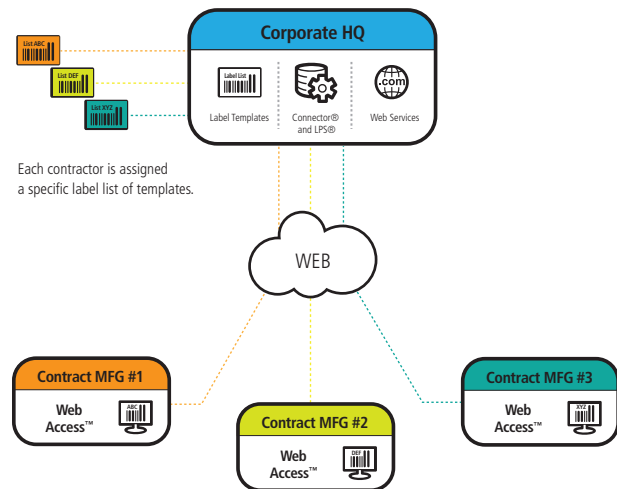 Corporate HQ
List ABC
List DEF
List XYZ
Label List
.com
Label Templates
Connector®
and LPS®
Web Services
Each contractor is assigned
a specific label list of templates.
WEB
Contract MFG #1
Web
Access™
ABC
Contract MFG #2
Web
Access™
DEF
Contract MFG #3
Web
Access™
XYZ